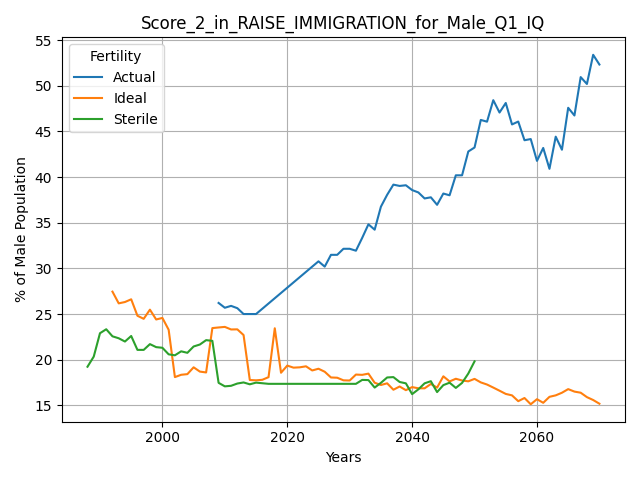 Score_2_in_RAISE_IMMIGRATION_for_Male_Q1_IQ
% of Male Population
55
50
45
40
35
30
25
20
15
Fertility
Actual
Ideal
Sterile
2000
2020
2040
2060
Years